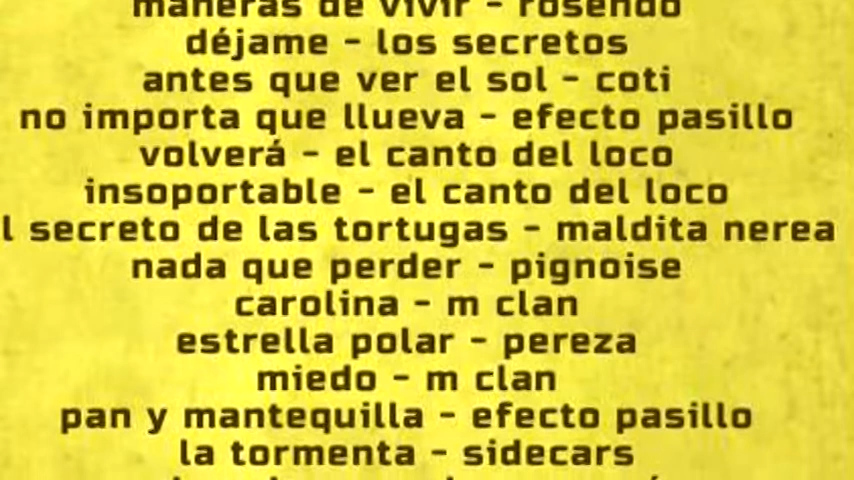 maneras de vivir - rosendo
déjame - los secretos
antes que ver el sol - coti
no importa que llueva - efecto pasillo
volverá - el canto del loco
insoportable - el canto del loco
l secreto de las tortugas - maldita nerea
nada que perder - pignoise
carolina - m clan
estrella polar - pereza
miedo - m clan
pan y mantequilla - efecto pasillo
la tormenta - sidecars